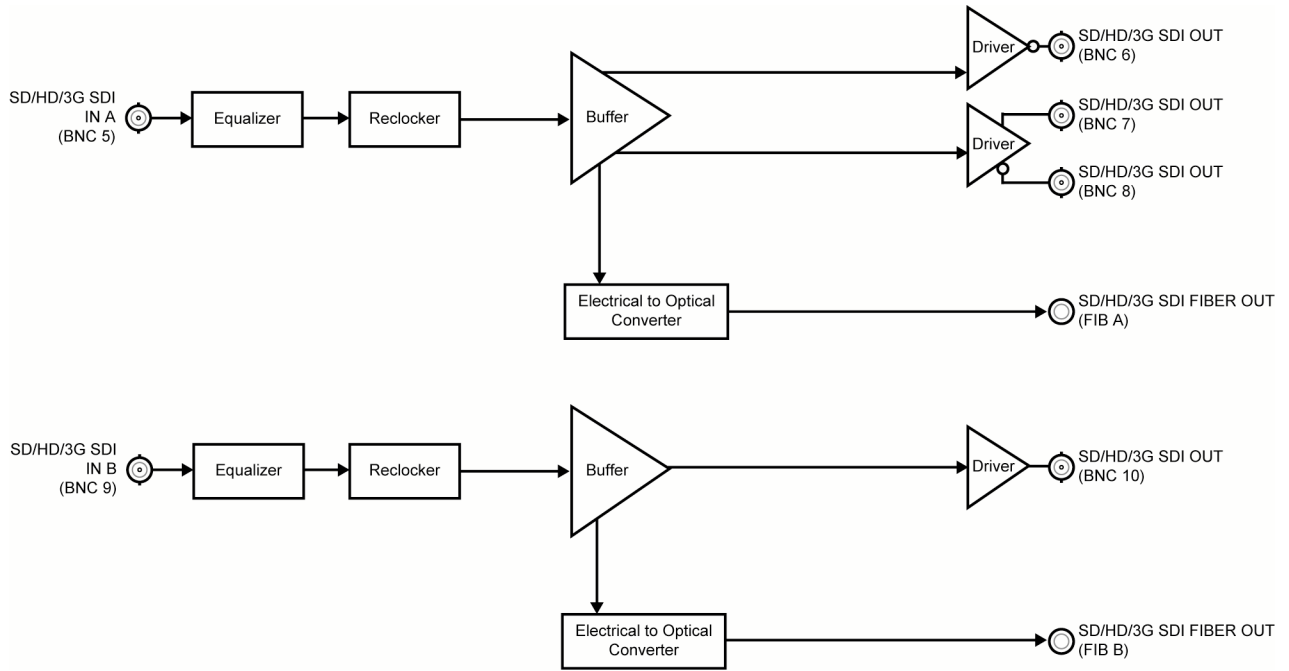 SD/HD/3G SDI
IN A
(BNC 5)
Equalizer
Reclocker
Buffer
Driver
SD/HD/3G SDI OUT
(BNC 6)
Driver
SD/HD/3G SDI OUT
(BNC 7)
SD/HD/3G SDI OUT
(BNC 8)
Electrical to Optical
Converter
SD/HD/3G SDI FIBER OUT
(FIB A)
SD/HD/3G SDI
IN B
(BNC 9)
Equalizer
Reclocker
Buffer
Driver
SD/HD/3G SDI OUT
(BNC 10)
Electrical to Optical
Converter
SD/HD/3G SDI FIBER OUT
(FIB B)